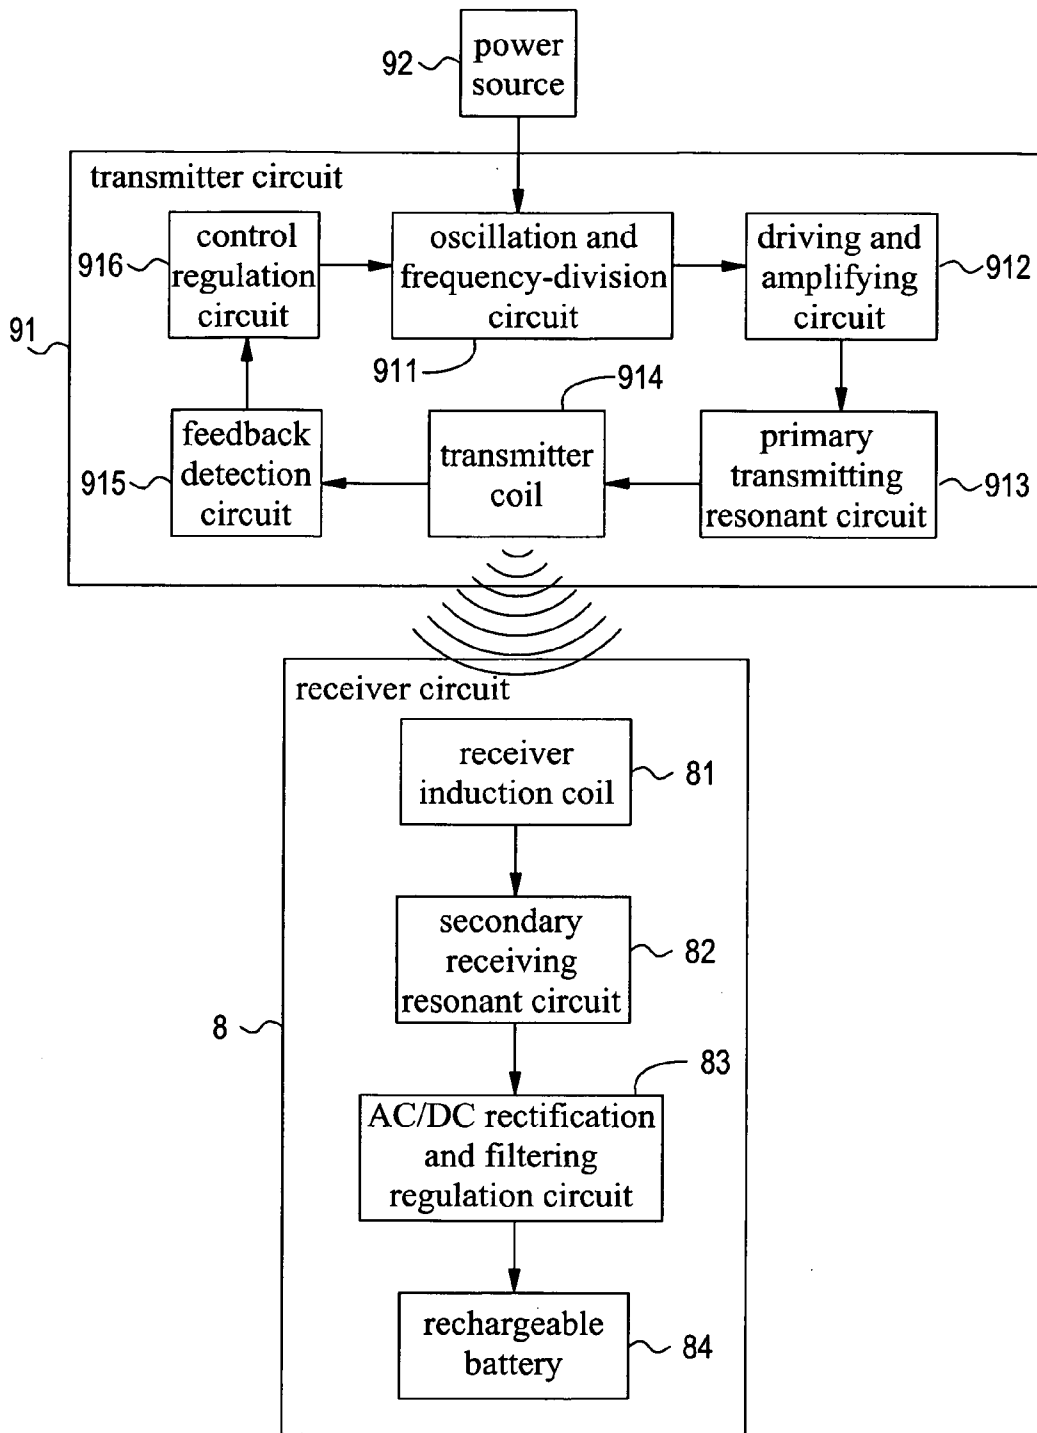 power
source
92
transmitter circuit
control
regulation
circuit
916
oscillation and
frequency-division
circuit
911
driving and
amplifying
circuit
912
91
feedback
detection
circuit
915
transmitter
coil
914
primary
transmitting
resonant circuit
913
receiver circuit
receiver
induction coil
81
secondary
receiving
resonant circuit
82
8
AC/DC rectification
and filtering
regulation circuit
83
rechargeable
battery
84